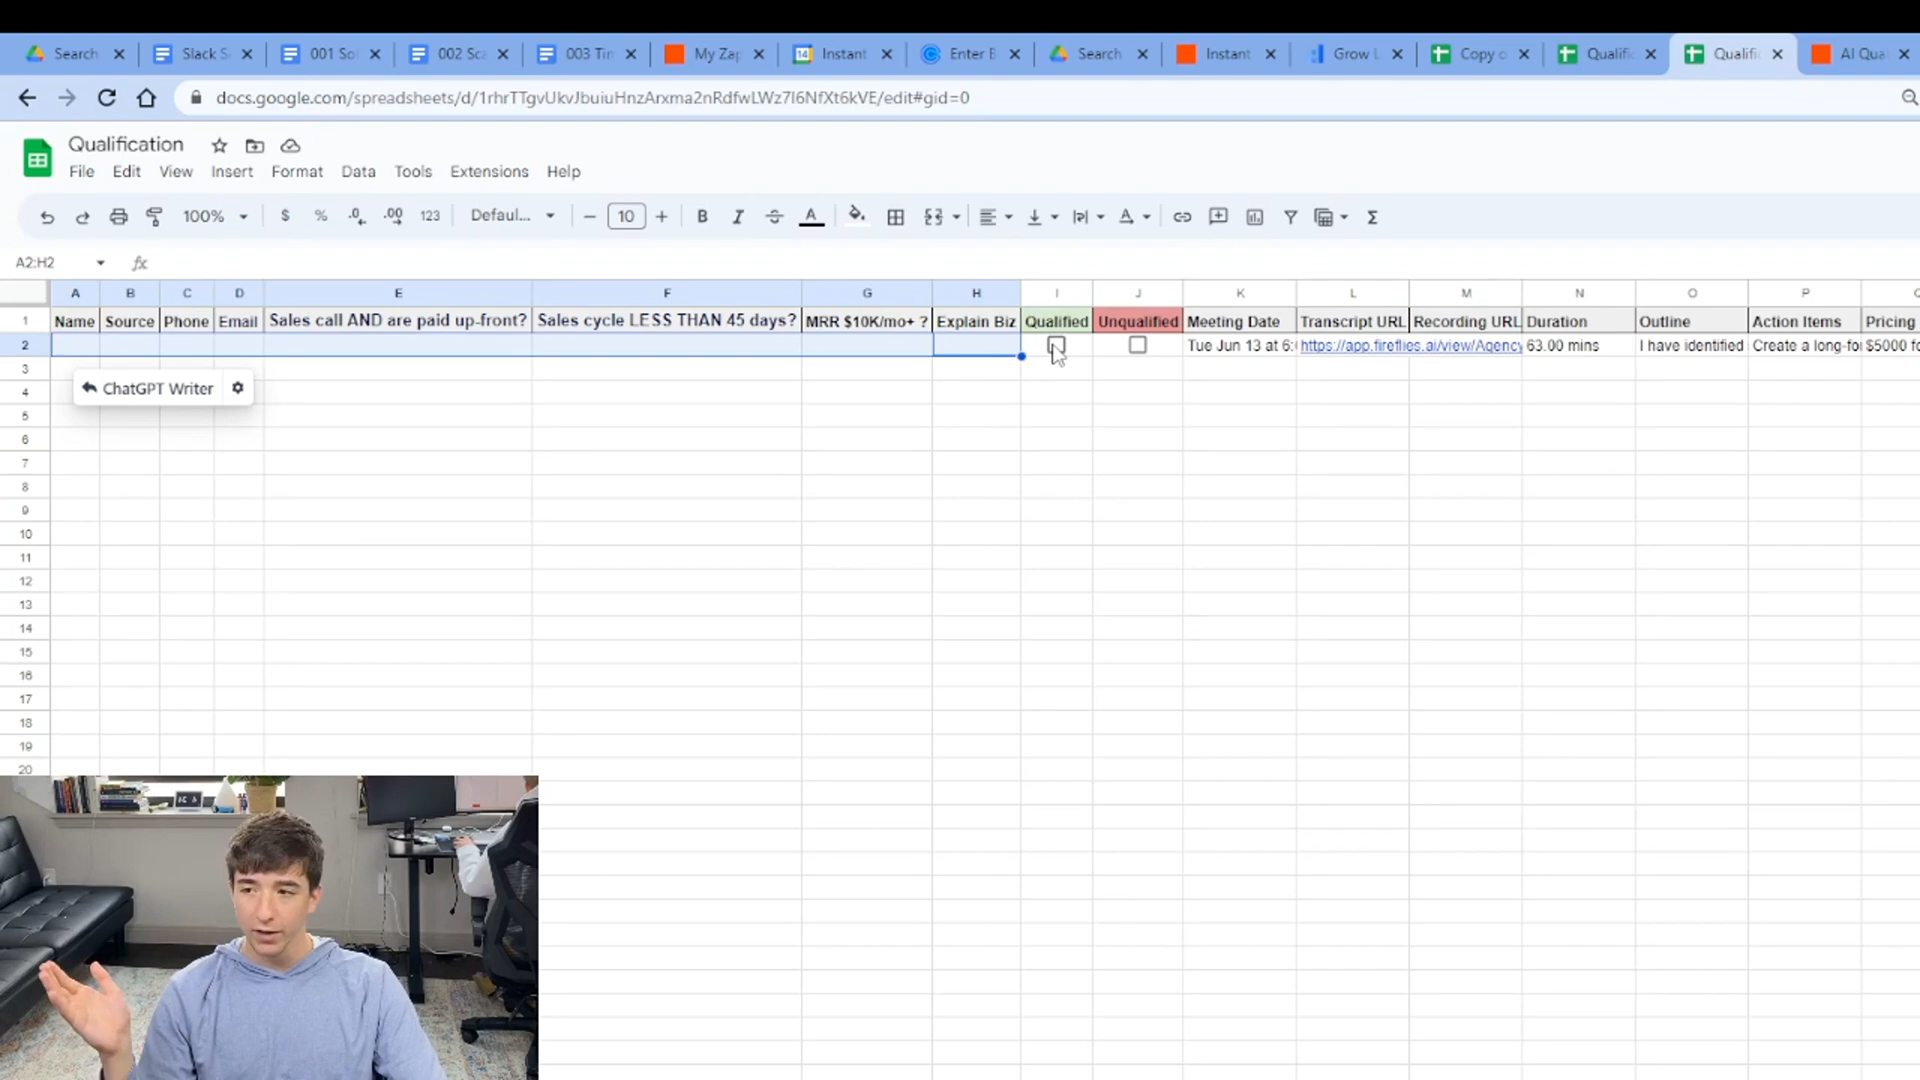 Search
Slack S
001 So
002 Sca
003 Tin
My Zap
14
Instant
Enter B
Search
Instant
Grow L
Copy o
Qualific
Qualifi
AI Qua
docs.google.com/spreadsheets/d/1rhrTTgvUkvJbuiuHnzArxma2nRdfwLWz7l6NfXt6kVE/edit#gid=0
Qualification
File Edit View Insert Format Data Tools Extensions Help
100% $ % .0 .00 123 Defaul... 10 B I A
A2:H2 fx
A B C D E F G H I J K L M N O P
1 Name Source Phone Email Sales call AND are paid up-front? Sales cycle LESS THAN 45 days? MRR $10K/mo+ ? Explain Biz Qualified Unqualified Meeting Date Transcript URL Recording URL Duration Outline Action Items Pricing
2 Tue Jun 13 at 6: https://app.fireflies.ai/view/Agency 63.00 mins I have identified Create a long-for $5000 fo
3
ChatGPT Writer
4
5
6
7
8
9
10
11
12
13
14
15
16
17
18
19
20